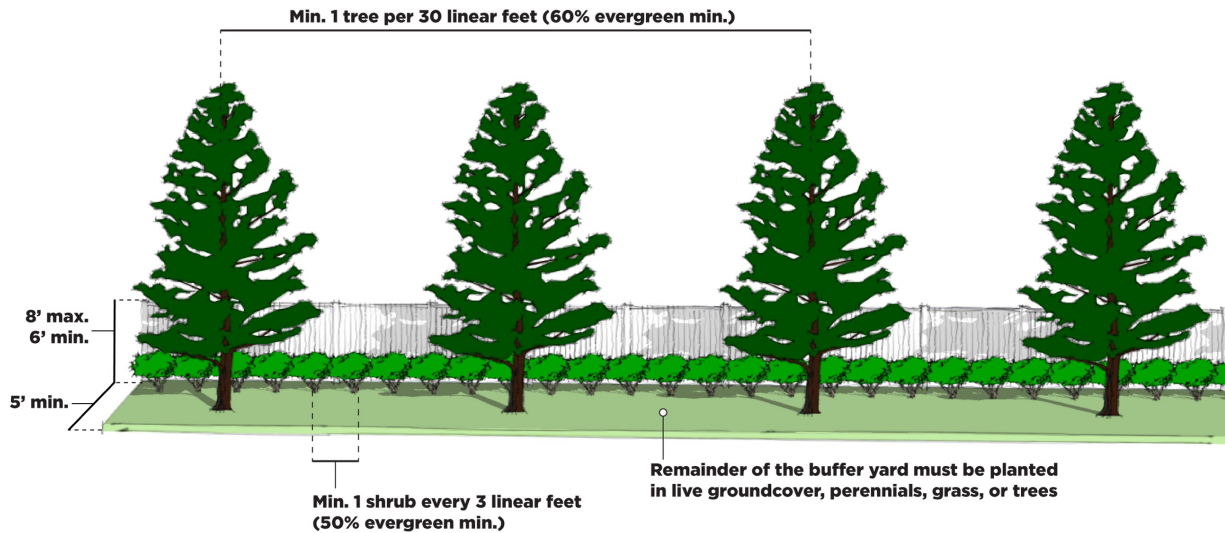 Min. 1 tree per 30 linear feet (60% evergreen min.)
8’ max.
6’ min.
5’ min.
Min. 1 shrub every 3 linear feet
(50% evergreen min.)
Remainder of the buffer yard must be planted
in live groundcover, perennials, grass, or trees